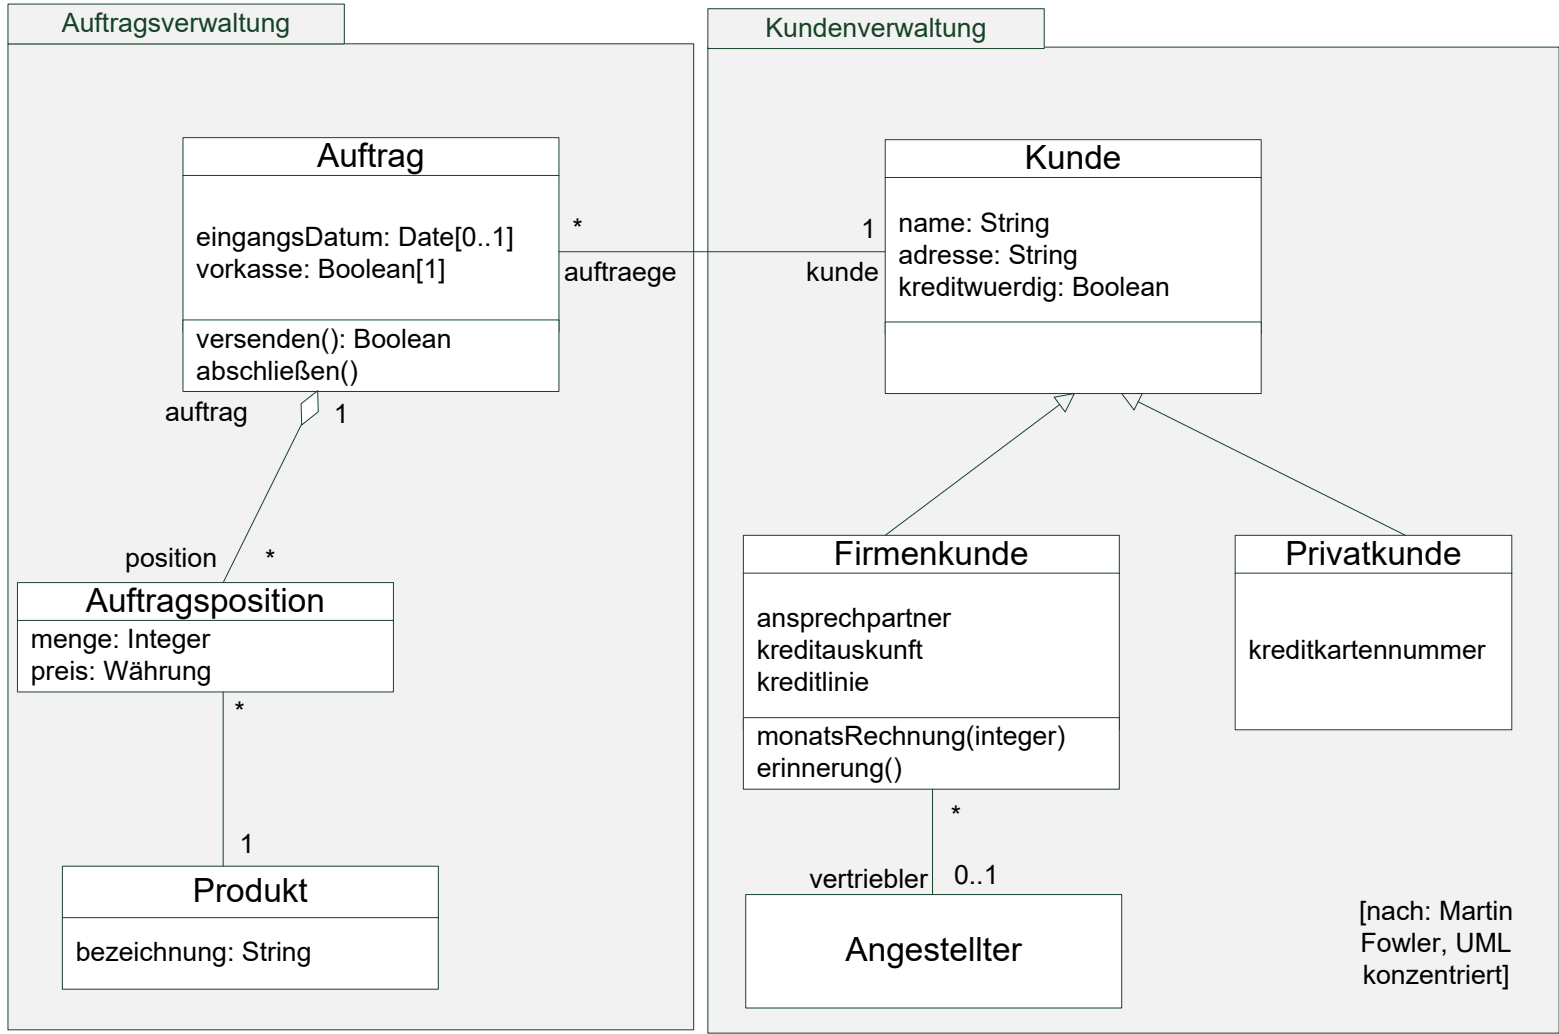 Auftragsverwaltung
Auftrag
eingangsDatum: Date[0..1]
vorkasse: Boolean[1]
versenden(): Boolean
abschließen()
*
auftraege
auftrag
1
position
*
Auftragsposition
menge: Integer
preis: Währung
*
1
Produkt
bezeichnung: String
Kundenverwaltung
1
kunde
Kunde
name: String
adresse: String
kreditwuerdig: Boolean
Firmenkunde
ansprechpartner
kreditauskunft
kreditlinie
monatsRechnung(integer)
erinnerung()
Privatkunde
kreditkartennummer
*
vertriebler
0..1
Angestellter
[nach: Martin
Fowler, UML
konzentriert]